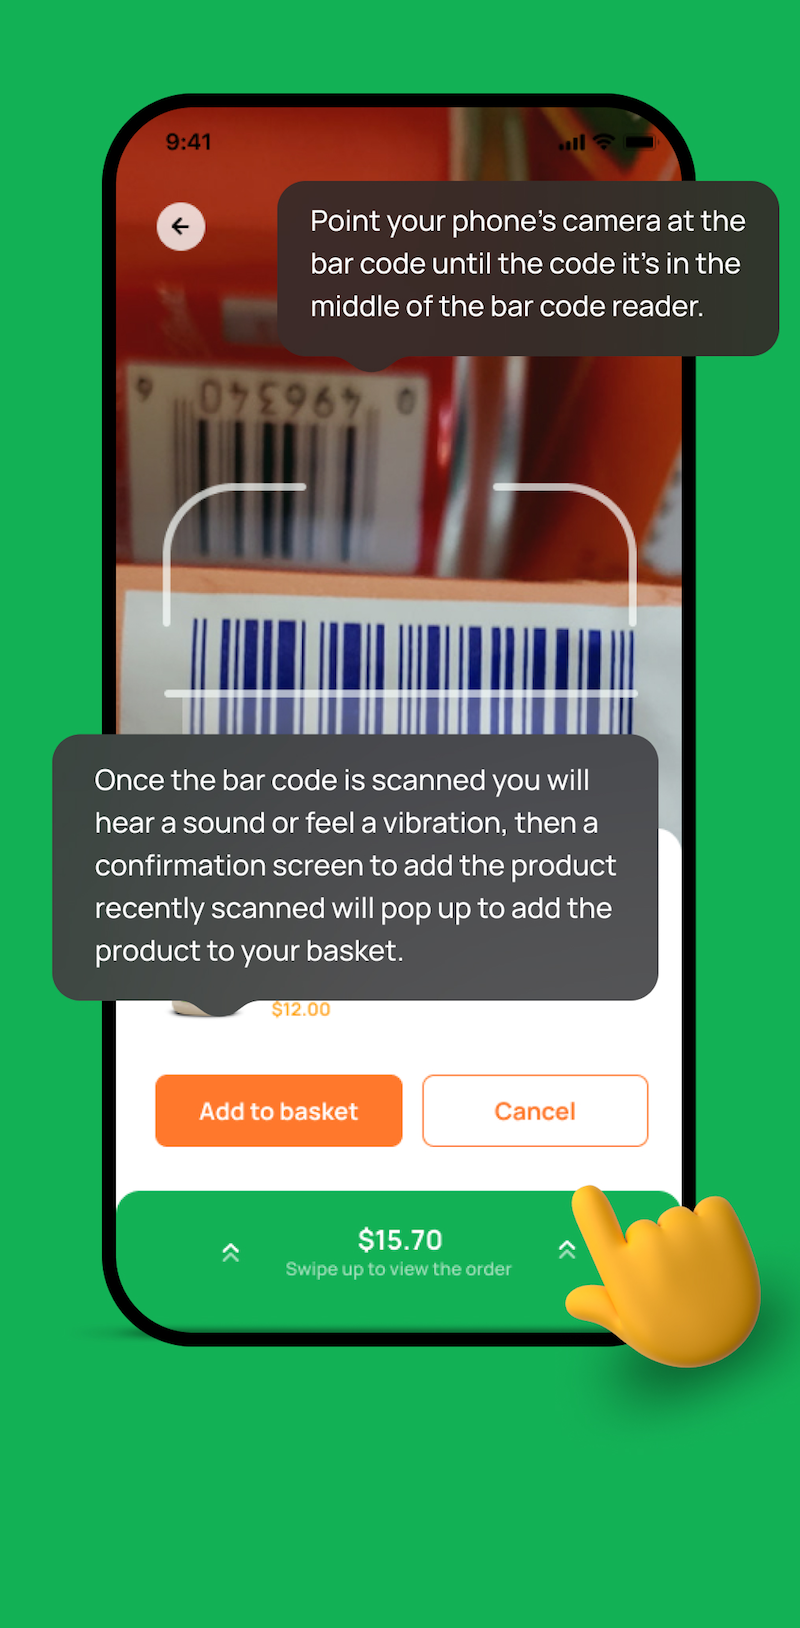 9:41
Point your phone’s camera at the
bar code until the code it’s in the
middle of the bar code reader.
Once the bar code is scanned you will
hear a sound or feel a vibration, then a
confirmation screen to add the product
recently scanned will pop up to add the
product to your basket.
$12.00
Add to basket
Cancel
$15.70
Swipe up to view the order